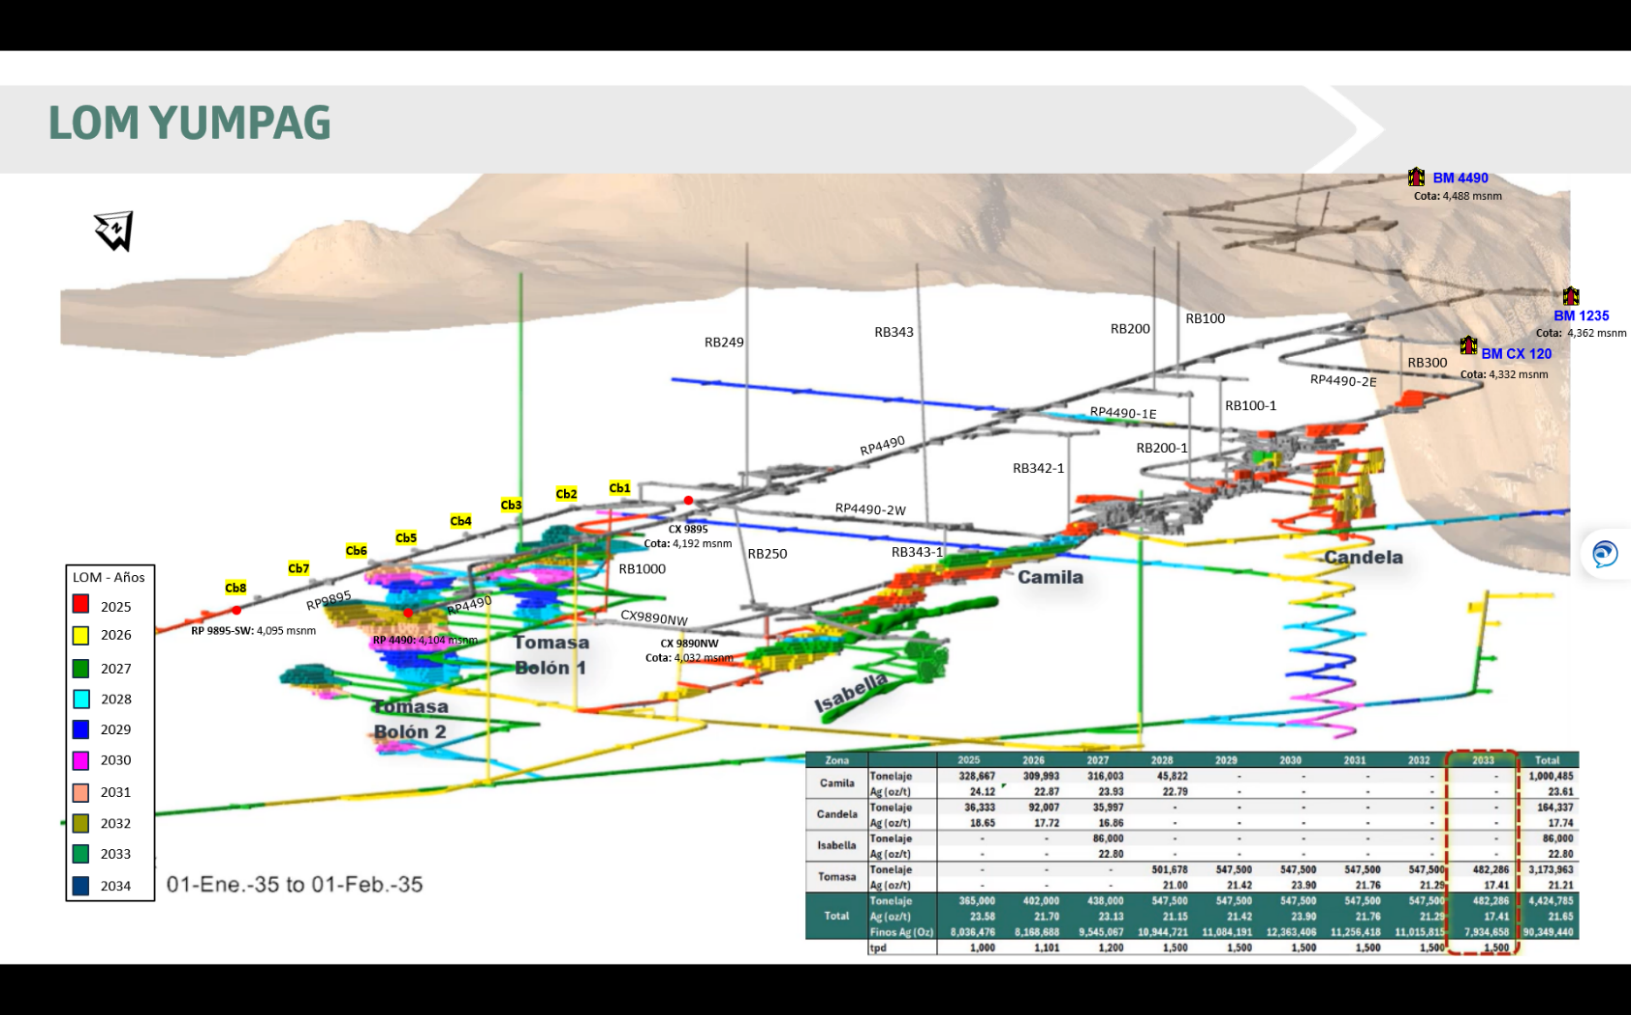 LOM YUMPAG
BM 4490
Cota: 4,488 msnm
BM 1235
Cota: 4,362 msnm
BM CX 120
Cota: 4,332 msnm
RB249
RB343
RB200
RB100
RB300
RP4490-2E
RP4490-1E
RB100-1
RP4490
RB200-1
RB342-1
Cb1
Cb2
Cb3
Cb4
Cb5
Cb6
Cb7
Cb8
RP4490-2W
CX 9895
Cota: 4,192 msnm
RB250
RB343-1
RB1000
Camila
Candela
RP9895
RP4490
RP 9895-SW: 4,095 msnm
RP 4490: 4,104 msnm
CX9890NW
CX 9890NW
Cota: 4,032 msnm
Tomasa
Bolón 1
Isabella
Tomasa
Bolón 2
LOM - Años
2025
2026
2027
2028
2029
2030
2031
2032
2033
2034
01-Ene.-35 to 01-Feb.-35
Zona 2025 2026 2027 2028 2029 2030 2031 2032 2033 Total
Camila Tonelaje 328,667 309,993 316,003 45,822 - - - - - 1,000,485
Ag (oz/t) 24.12 22.87 23.93 22.79 - - - - - 23.61
Candela Tonelaje 36,333 92,007 35,997 - - - - - - 164,337
Ag (oz/t) 18.65 17.72 16.86 - - - - - - 17.74
Isabella Tonelaje - - 86,000 - - - - - - 86,000
Ag (oz/t) - - 22.80 - - - - - - 22.80
Tomasa Tonelaje - - - 501,678 547,500 547,500 547,500 547,500 482,286 3,173,963
Ag (oz/t) - - - 21.00 21.42 23.90 21.76 21.29 17.41 21.21
Total Tonelaje 365,000 402,000 438,000 547,500 547,500 547,500 547,500 547,500 482,286 4,424,785
Ag (oz/t) 23.58 21.70 23.13 21.15 21.42 23.90 21.76 21.29 17.41 21.65
Finos Ag (Oz) 8,036,476 8,168,688 9,545,067 10,944,721 11,084,191 12,363,406 11,256,418 11,015,815 7,934,658 90,349,440
tpd 1,000 1,101 1,200 1,500 1,500 1,500 1,500 1,500 1,500